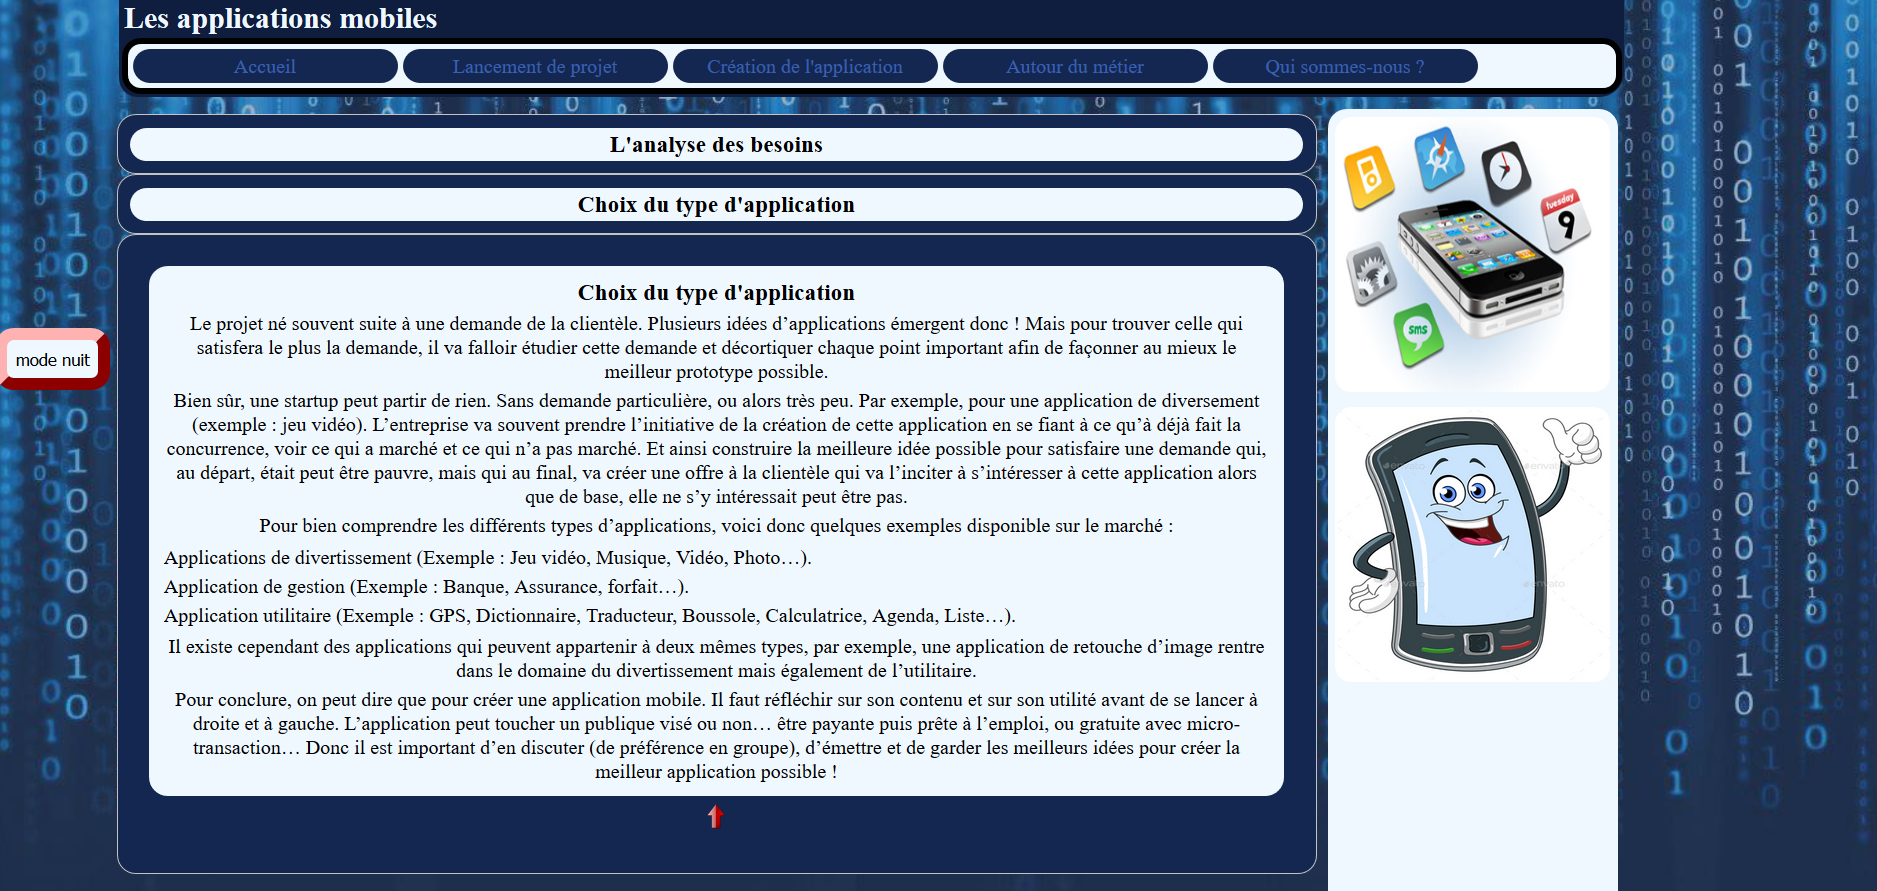 Les applications mobiles
Accueil
Lancement de projet
Création de l'application
Autour du métier
Qui sommes-nous ?
L'analyse des besoins
Choix du type d'application
mode nuit
Choix du type d'application
Le projet né souvent suite à une demande de la clientèle. Plusieurs idées d’applications émergent donc ! Mais pour trouver celle qui
satisfera le plus la demande, il va falloir étudier cette demande et décortiquer chaque point important afin de façonner au mieux le
meilleur prototype possible.
Bien sûr, une startup peut partir de rien. Sans demande particulière, ou alors très peu. Par exemple, pour une application de diversement
(exemple : jeu vidéo). L’entreprise va souvent prendre l’initiative de la création de cette application en se fiant à ce qu’à déjà fait la
concurrence, voir ce qui a marché et ce qui n’a pas marché. Et ainsi construire la meilleure idée possible pour satisfaire une demande qui,
au départ, était peut être pauvre, mais qui au final, va créer une offre à la clientèle qui va l’inciter à s’intéresser à cette application alors
que de base, elle ne s’y intéressait peut être pas.
Pour bien comprendre les différents types d’applications, voici donc quelques exemples disponible sur le marché :
Applications de divertissement (Exemple : Jeu vidéo, Musique, Vidéo, Photo…).
Application de gestion (Exemple : Banque, Assurance, forfait…).
Application utilitaire (Exemple : GPS, Dictionnaire, Traducteur, Boussole, Calculatrice, Agenda, Liste…).
Il existe cependant des applications qui peuvent appartenir à deux mêmes types, par exemple, une application de retouche d’image rentre
dans le domaine du divertissement mais également de l’utilitaire.
Pour conclure, on peut dire que pour créer une application mobile. Il faut réfléchir sur son contenu et sur son utilité avant de se lancer à
droite et à gauche. L’application peut toucher un publique visé ou non… être payante puis prête à l’emploi, ou gratuite avec micro-
transaction… Donc il est important d’en discuter (de préférence en groupe), d’émettre et de garder les meilleurs idées pour créer la
meilleur application possible !
tuesday
9
sms
envato
envato
envato
envato